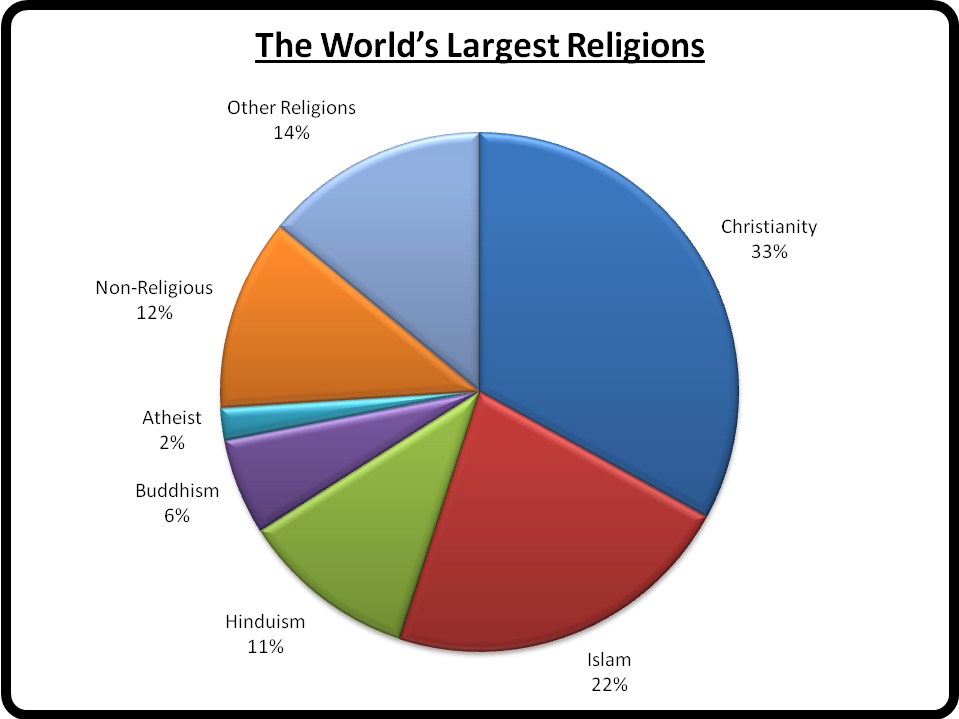 The World’s Largest Religions
Other Religions
14%
Christianity
33%
Non-Religious
12%
Atheist
2%
Buddhism
6%
Hinduism
11%
Islam
22%